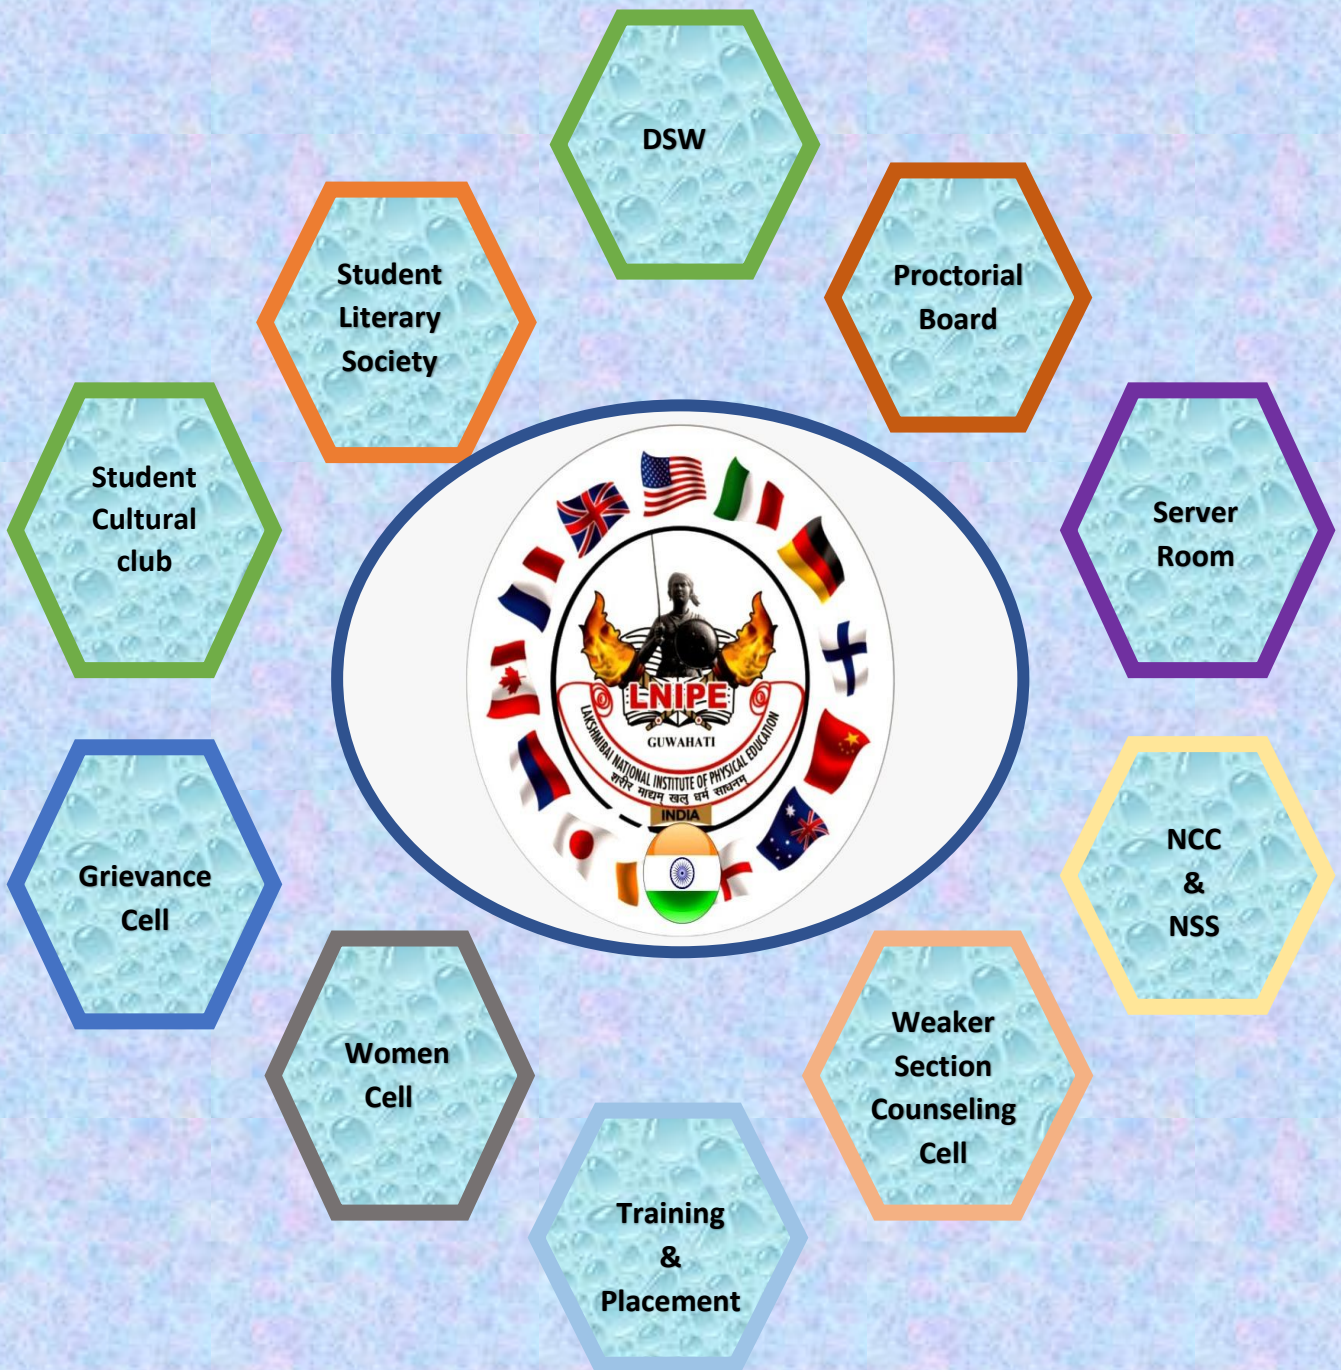 DSW
Student
Literary
Society
Proctorial
Board
Student
Cultural
club
Server
Room
LNIPE
GUWAHATI
LAKSHMIBAI NATIONAL INSTITUTE OF PHYSICAL EDUCATION
शरीर माद्यम् खलु धर्म साधनम्
INDIA
Grievance
Cell
NCC
&
NSS
Women
Cell
Weaker
Section
Counseling
Cell
Training
&
Placement